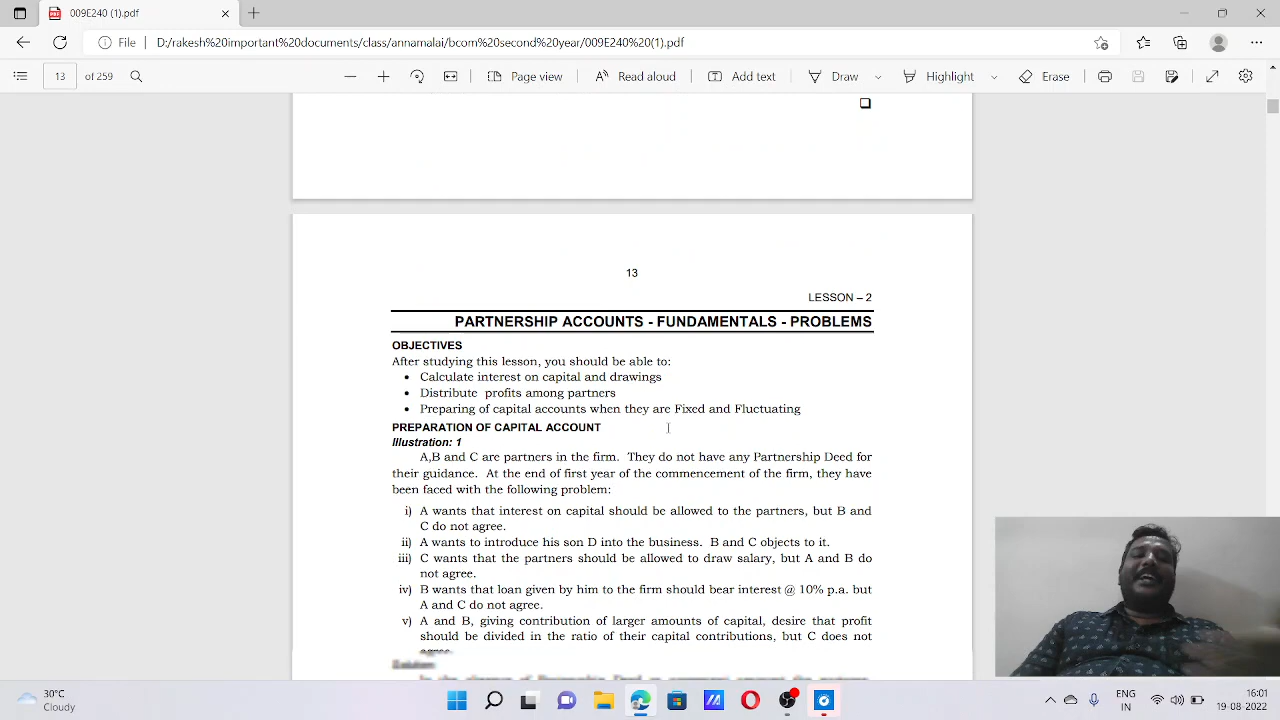 009E240 (1).pdf
File D:/rakesh%20important%20documents/class/annamalai/bcom%20second%20year/009E240%20(1).pdf
13 of 259 Page view Read aloud Add text Draw Highlight Erase
13
LESSON – 2
PARTNERSHIP ACCOUNTS - FUNDAMENTALS - PROBLEMS
OBJECTIVES
After studying this lesson, you should be able to:
• Calculate interest on capital and drawings
• Distribute profits among partners
• Preparing of capital accounts when they are Fixed and Fluctuating
PREPARATION OF CAPITAL ACCOUNT
Illustration: 1
A,B and C are partners in the firm. They do not have any Partnership Deed for
their guidance. At the end of first year of the commencement of the firm, they have
been faced with the following problem:
i) A wants that interest on capital should be allowed to the partners, but B and
C do not agree.
ii) A wants to introduce his son D into the business. B and C objects to it.
iii) C wants that the partners should be allowed to draw salary, but A and B do
not agree.
iv) B wants that loan given by him to the firm should bear interest @ 10% p.a. but
A and C do not agree.
v) A and B, giving contribution of larger amounts of capital, desire that profit
should be divided in the ratio of their capital contributions, but C does not
30°C
Cloudy
ENG
IN
16:01
19-08-2022